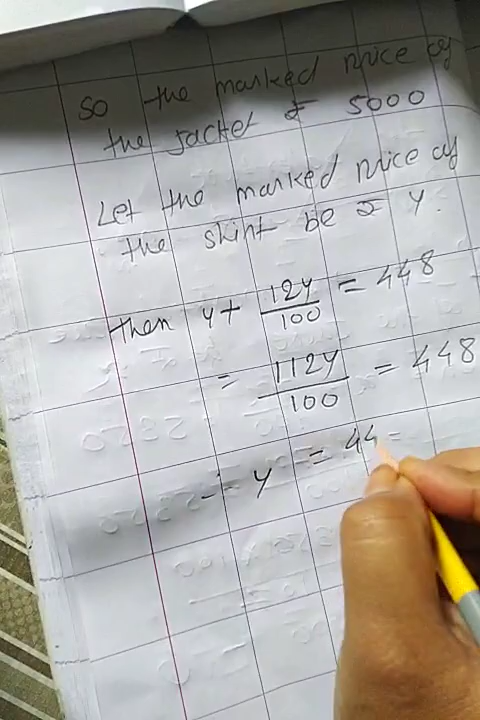 So the marked price of
the Jacket ₹ 5000
Let the marked price of
the skint be ₹ Y.
then Y + 12Y/100 = 448
= 112Y/100 = 448
∴ Y = 44